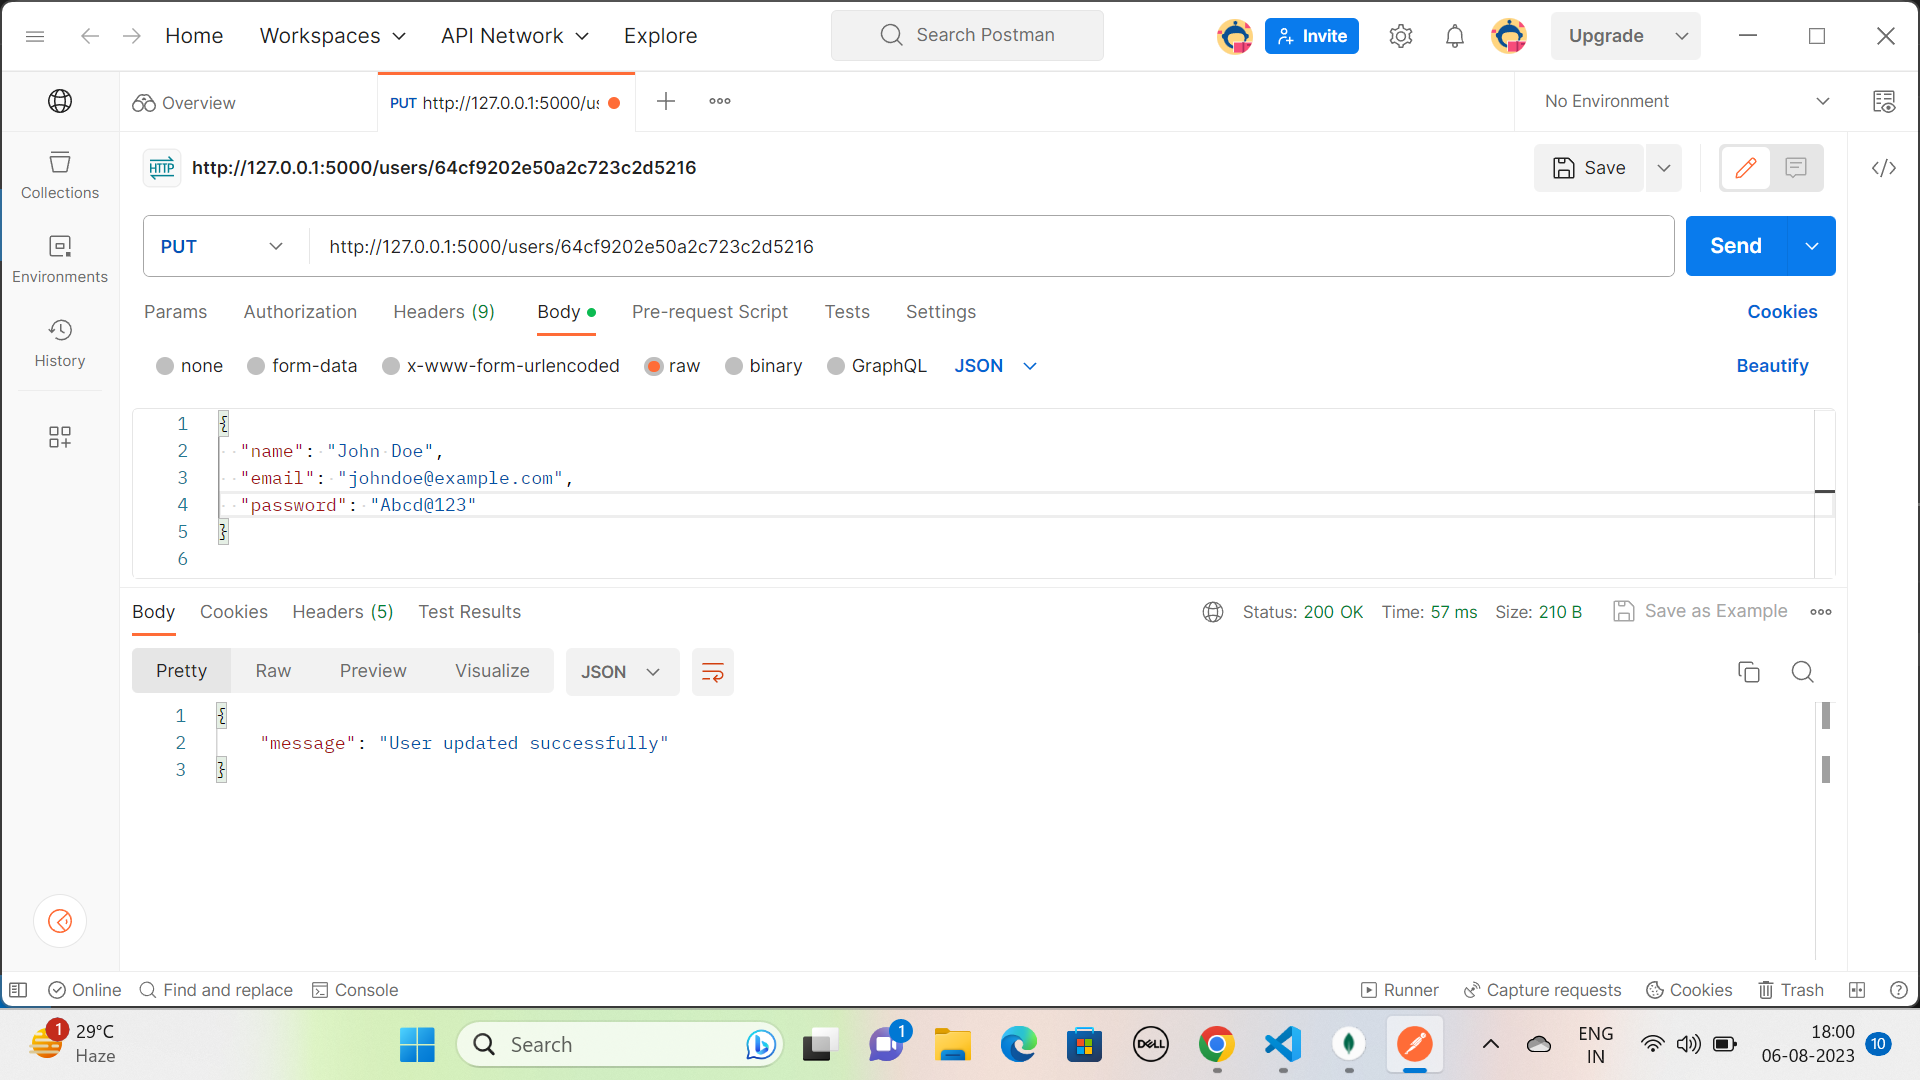 Home Workspaces API Network Explore Search Postman Invite Upgrade
Overview PUT http://127.0.0.1:5000/us No Environment
HTTP http://127.0.0.1:5000/users/64cf9202e50a2c723c2d5216 Save
Collections
PUT http://127.0.0.1:5000/users/64cf9202e50a2c723c2d5216 Send
Environments
Params Authorization Headers (9) Body Pre-request Script Tests Settings Cookies
History
none form-data x-www-form-urlencoded raw binary GraphQL JSON Beautify
1 {
2 "name": "John Doe",
3 "email": "johndoe@example.com",
4 "password": "Abcd@123"
5 }
6
Body Cookies Headers (5) Test Results Status: 200 OK Time: 57 ms Size: 210 B Save as Example
Pretty Raw Preview Visualize JSON
1 {
2 "message": "User updated successfully"
3 }
Online Find and replace Console Runner Capture requests Cookies Trash
1 29°C
Haze
Search
1
DELL
ENG
IN
18:00
06-08-2023
10